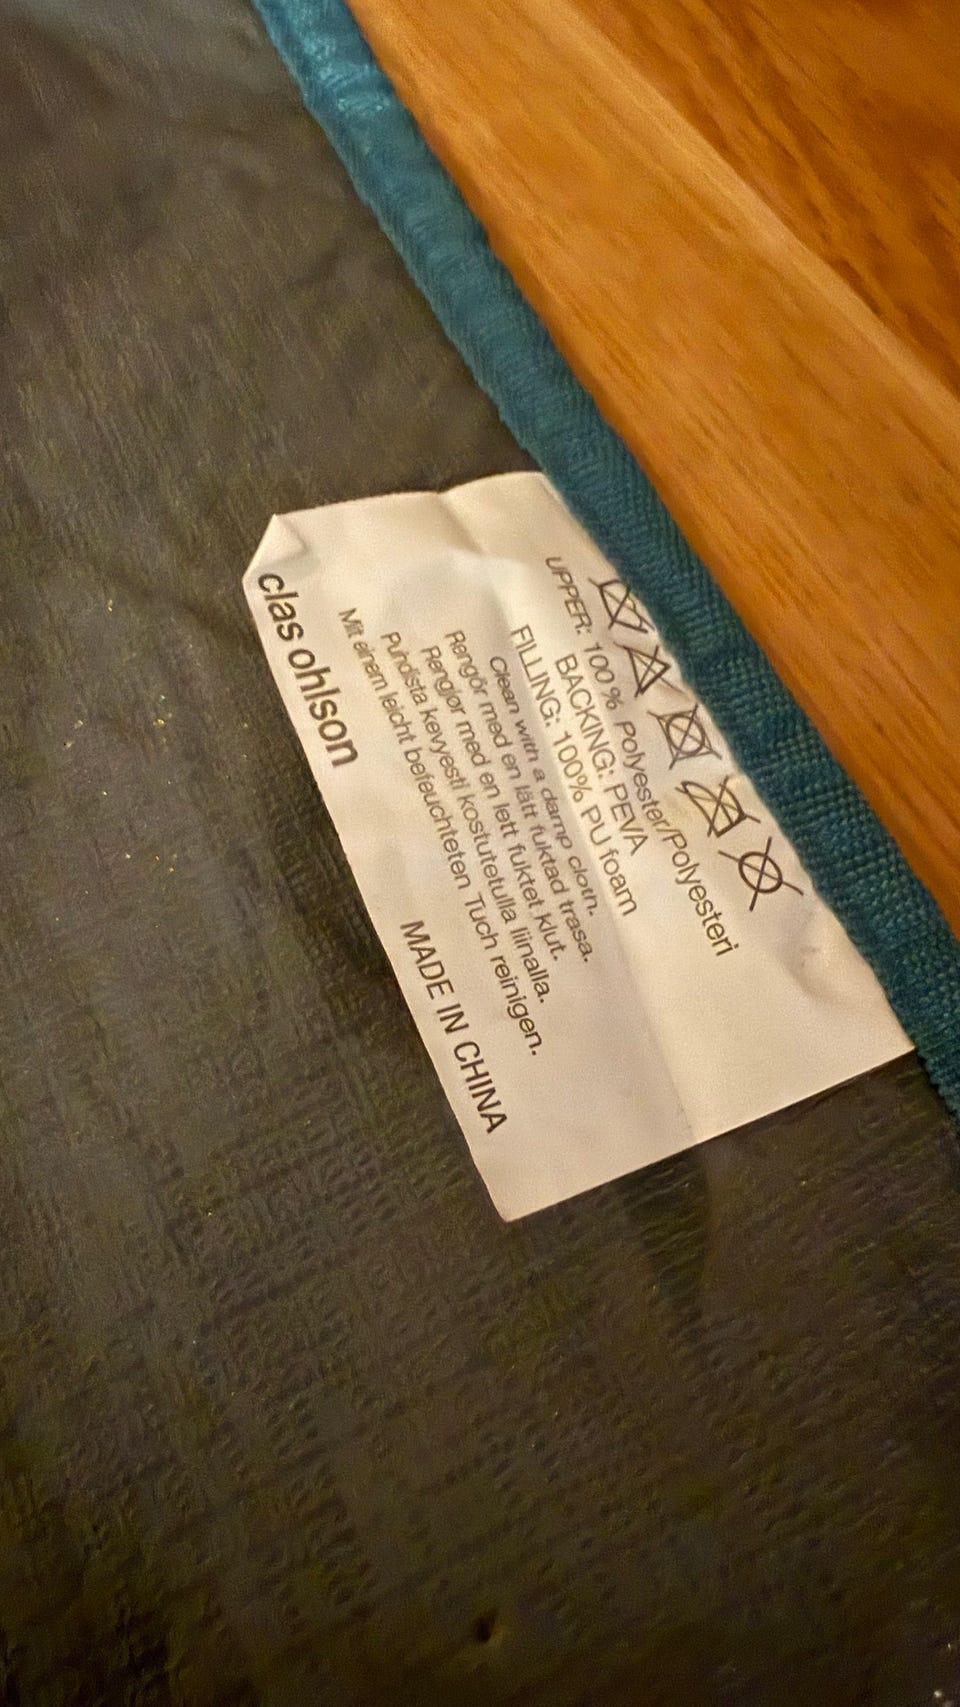 UPPER: 100 % Polyester/Polyesteri
BACKING: PEVA
FILLING: 100% PU foam
Clean with a damp cloth.
Rengör med en lätt fuktad trasa.
Rengjør med en lett fuktet klut.
Puhdista kevyesti kostutetulla liinalla.
Mit einem leicht befeuchteten Tuch reinigen.
clas ohlson
MADE IN CHINA